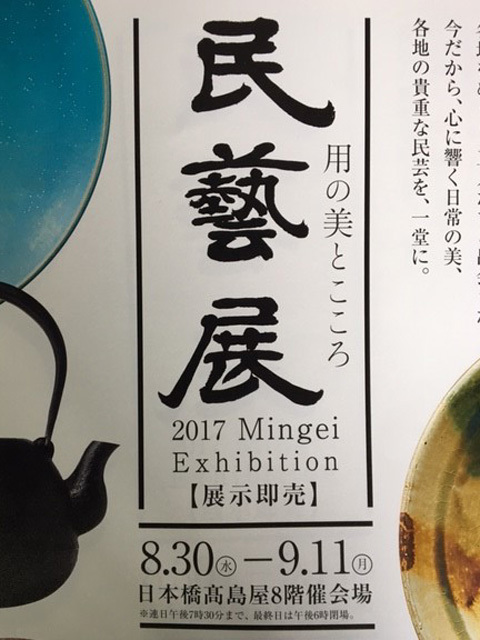 今だから、心に響く日常の美、
各地の貴重な民芸を、一堂に。
用の美とこころ
民藝展
2017 Mingei
Exhibition
【展示即売】
8.30㊌－9.11㊊
日本橋髙島屋8階催会場
※連日午後7時30分まで、最終日は午後6時閉場。